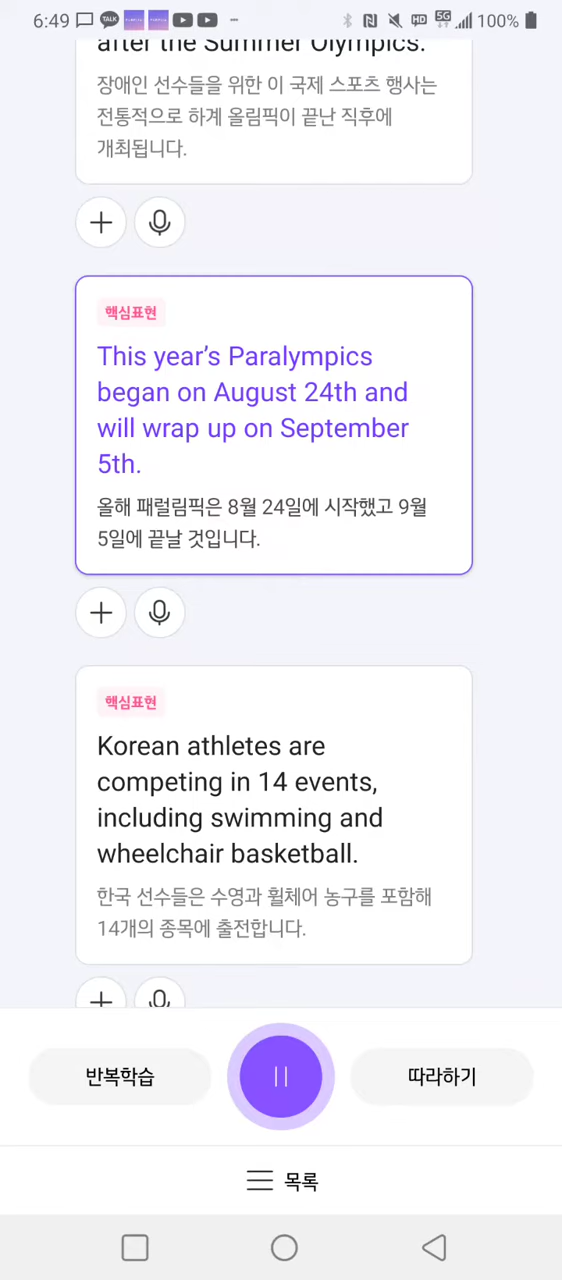 6:49 TALK HD 5G 100%
after the Summer Olympics.
장애인 선수들을 위한 이 국제 스포츠 행사는
전통적으로 하계 올림픽이 끝난 직후에
개최됩니다.
핵심표현
This year’s Paralympics
began on August 24th and
will wrap up on September
5th.
올해 패럴림픽은 8월 24일에 시작했고 9월
5일에 끝날 것입니다.
핵심표현
Korean athletes are
competing in 14 events,
including swimming and
wheelchair basketball.
한국 선수들은 수영과 휠체어 농구를 포함해
14개의 종목에 출전합니다.
반복학습
따라하기
목록